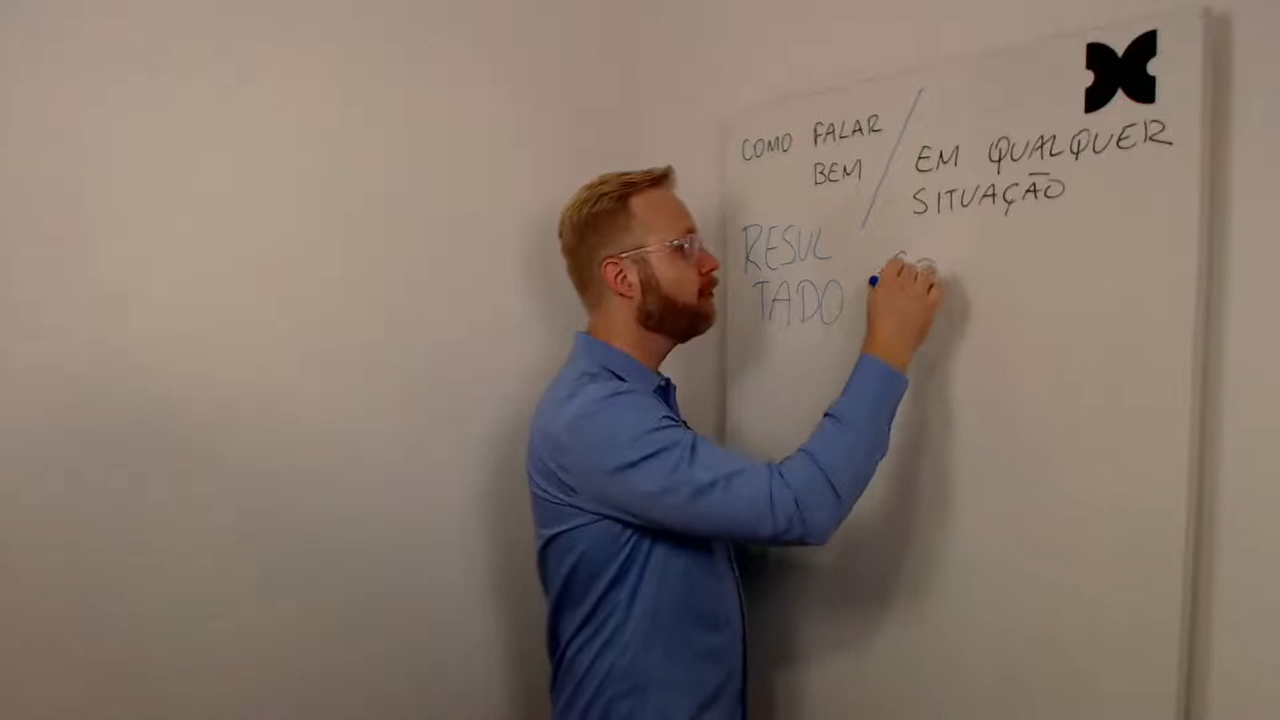 COMO FALAR
BEM
EM QUALQUER
SITUAÇÃO
RESUL
TADO